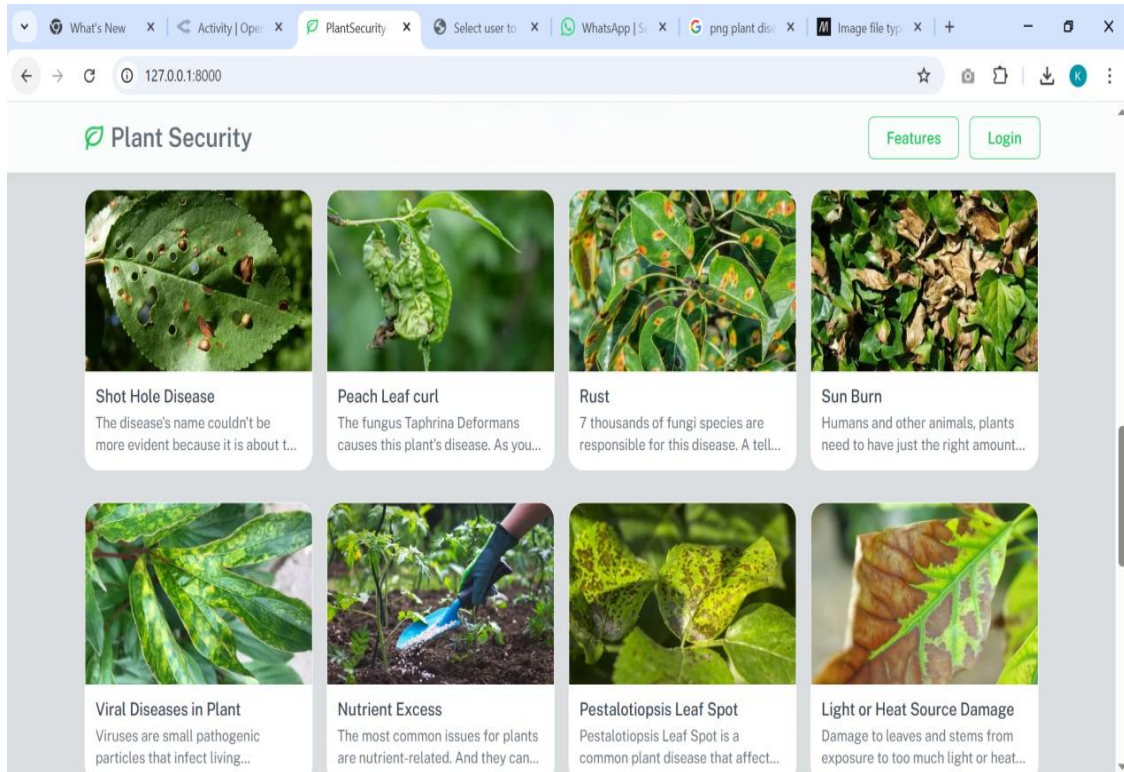 What's New
Activity | Oper
PlantSecurity
Select user to
WhatsApp | S
png plant dise
Image file typ
127.0.0.1:8000
K
Plant Security
Features
Login
Shot Hole Disease
The disease's name couldn't be
more evident because it is about t...
Peach Leaf curl
The fungus Taphrina Deformans
causes this plant's disease. As you...
Rust
7 thousands of fungi species are
responsible for this disease. A tell...
Sun Burn
Humans and other animals, plants
need to have just the right amount...
Viral Diseases in Plant
Viruses are small pathogenic
particles that infect living...
Nutrient Excess
The most common issues for plants
are nutrient-related. And they can...
Pestalotiopsis Leaf Spot
Pestalotiopsis Leaf Spot is a
common plant disease that affect...
Light or Heat Source Damage
Damage to leaves and stems from
exposure to too much light or heat...